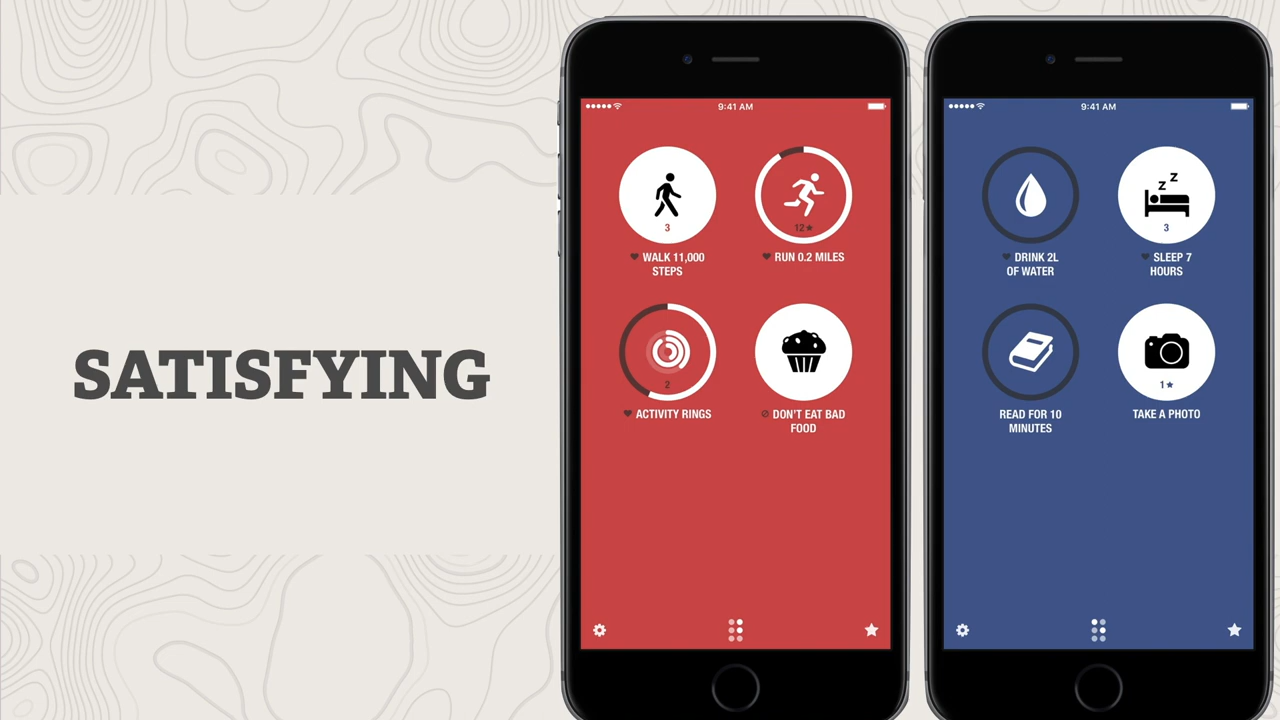 SATISFYING
9:41 AM
3
WALK 11,000
STEPS
12★
RUN 0.2 MILES
2
ACTIVITY RINGS
DON'T EAT BAD
FOOD
9:41 AM
DRINK 2L
OF WATER
z z
3
SLEEP 7
HOURS
READ FOR 10
MINUTES
1★
TAKE A PHOTO